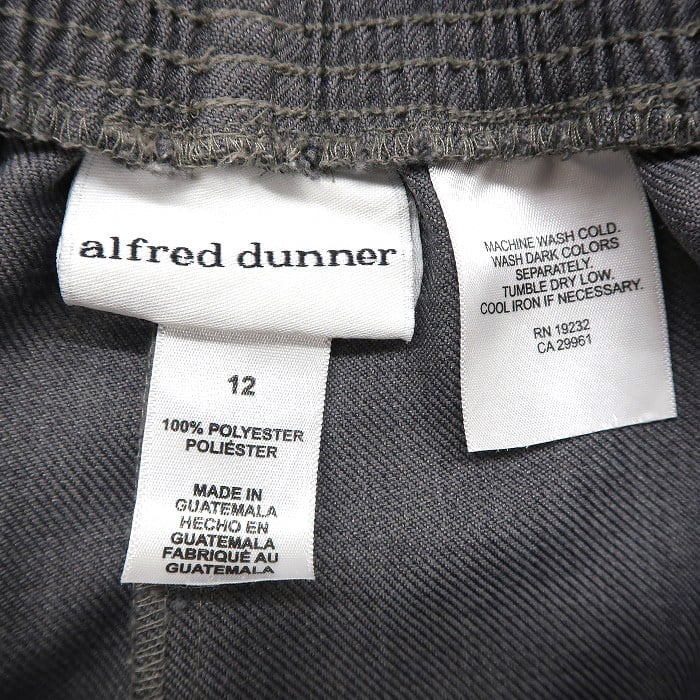 alfred dunner
12
100% POLYESTER
POLIÉSTER
MADE IN
GUATEMALA
HECHO EN
GUATEMALA
FABRIQUÉ AU
GUATEMALA
MACHINE WASH COLD.
WASH DARK COLORS
SEPARATELY.
TUMBLE DRY LOW.
COOL IRON IF NECESSARY.
RN 19232
CA 29961